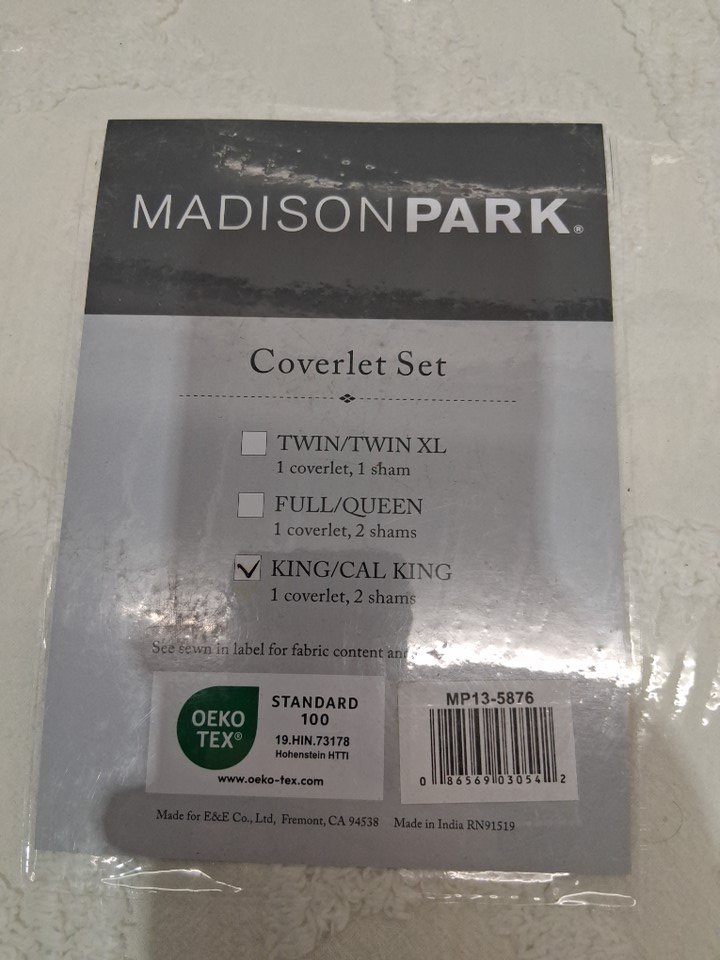 MADISONPARK®
Coverlet Set
TWIN/TWIN XL
1 coverlet, 1 sham
FULL/QUEEN
1 coverlet, 2 shams
KING/CAL KING
1 coverlet, 2 shams
See sewn in label for fabric content and
OEKO
TEX®
STANDARD
100
19.HIN.73178
Hohenstein HTTI
www.oeko-tex.com
MP13-5876
0 86569 03054 2
Made for E&E Co., Ltd, Fremont, CA 94538 Made in India RN91519